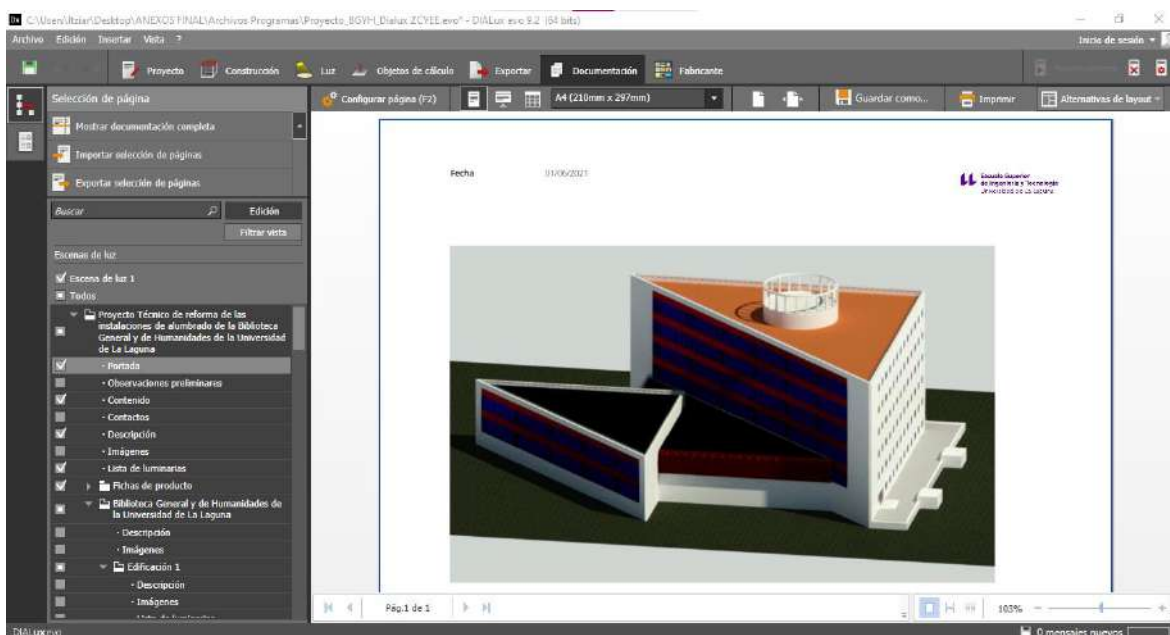 C:\Users\Itziar\Desktop\ANEXOS FINAL\Archivos Programas\Proyecto_BGYH_Dialux ZCYEE.evo* - DIALux evo 9.2 (64 bits)
Archivo Edición Insertar Vista ?
Inicio de sesión
Proyecto Construcción Luz Objetos de cálculo Exportar Documentación Fabricante
Selección de página
Configurar página (F2) A4 (210mm x 297mm) Guardar como... Imprimir Alternativas de layout
Mostrar documentación completa
Importar selección de páginas
Exportar selección de páginas
Fecha 01/06/2021
Escuela Superior
de Ingeniería y Tecnología
Universidad de La Laguna
Buscar Edición
Filtrar vista
Escenas de luz
Escena de luz 1
Todos
Proyecto Técnico de reforma de las
instalaciones de alumbrado de la Biblioteca
General y de Humanidades de la Universidad
de La Laguna
· Portada
· Observaciones preliminares
· Contenido
· Contactos
· Descripción
· Imágenes
· Lista de luminarias
Fichas de producto
Biblioteca General y de Humanidades de
la Universidad de La Laguna
· Descripción
· Imágenes
Edificación 1
· Descripción
· Imágenes
Pág.1 de 1 103%
DIALux evo 0 mensajes nuevos